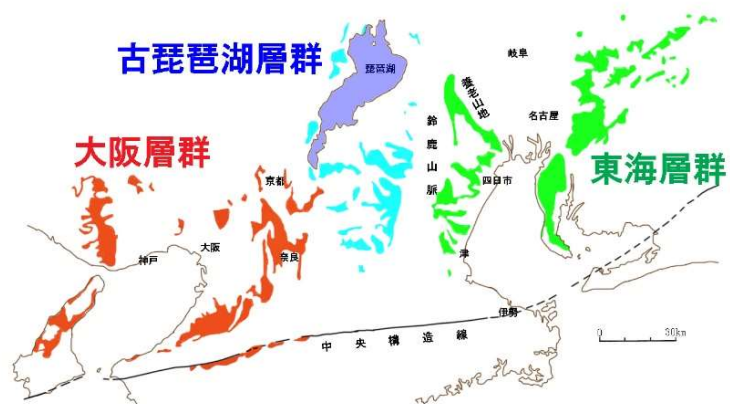 古琵琶湖層群
琵琶湖
岐阜
養老山地
名古屋
鈴鹿山脈
大阪層群
東海層群
京都
四日市
大阪
神戸
奈良
津
伊勢
中央構造線
0 30km